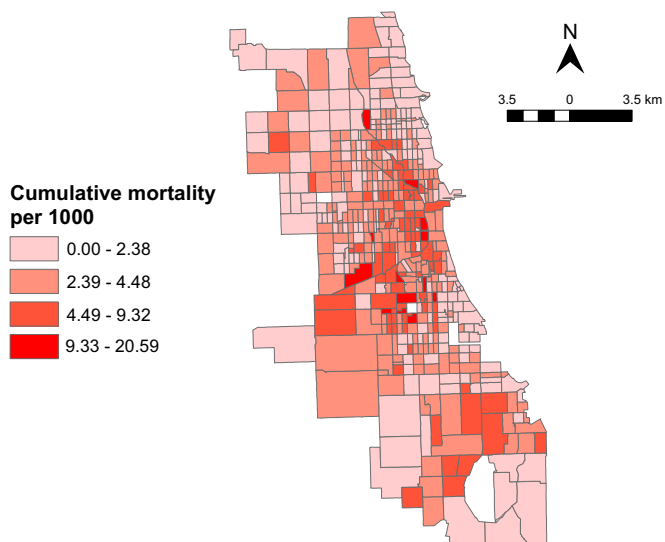 N
3.5 0 3.5 km
Cumulative mortality
per 1000
0.00 - 2.38
2.39 - 4.48
4.49 - 9.32
9.33 - 20.59